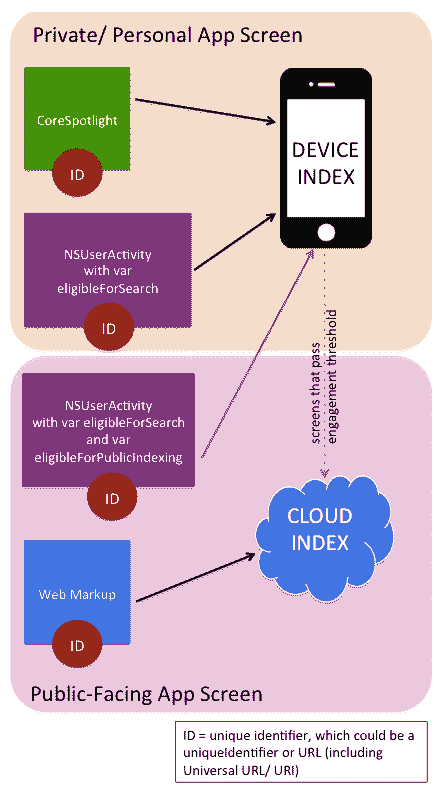 Private/ Personal App Screen
CoreSpotlight
ID
DEVICE
INDEX
NSUserActivity
with var
eligibleForSearch
ID
screens that pass
engagement threshold
NSUserActivity
with var eligibleForSearch
and var
eligibleForPublicIndexing
ID
CLOUD
INDEX
Web Markup
ID
Public-Facing App Screen
ID = unique identifier, which could be a
uniqueIdentifier or URL (including
Universal URL/ URI)